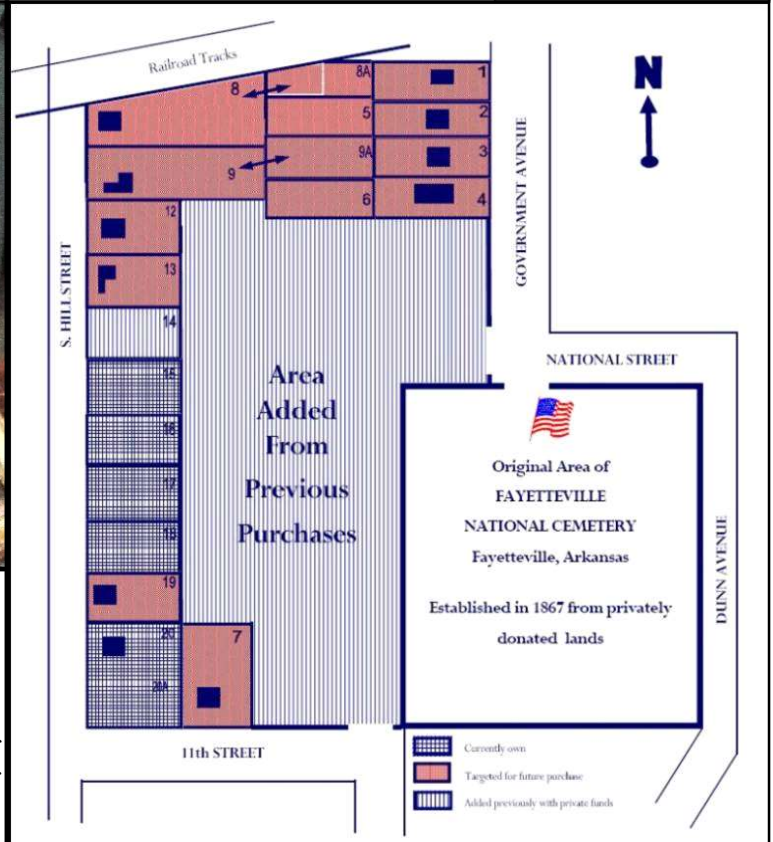 Railroad Tracks
N
8
8A
1
5
2
9
9A
3
6
4
12
13
14
15
16
17
18
19
20
20A
7
S. HILL STREET
GOVERNMENT AVENUE
NATIONAL STREET
DUNN AVENUE
11th STREET
Area
Added
From
Previous
Purchases
Original Area of
FAYETTEVILLE
NATIONAL CEMETERY
Fayetteville, Arkansas
Established in 1867 from privately
donated lands
Currently own
Targeted for future purchase
Added previously with private funds